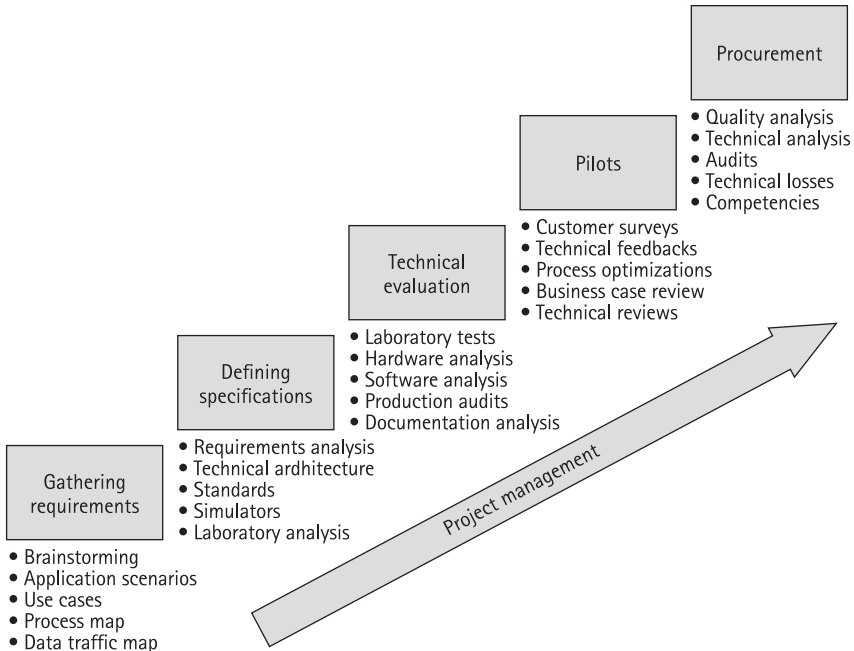 Procurement
• Quality analysis
• Technical analysis
• Audits
• Technical losses
• Competencies
Pilots
• Customer surveys
• Technical feedbacks
• Process optimizations
• Business case review
• Technical reviews
Technical
evaluation
• Laboratory tests
• Hardware analysis
• Software analysis
• Production audits
• Documentation analysis
Defining
specifications
• Requirements analysis
• Technical ardhitecture
• Standards
• Simulators
• Laboratory analysis
Gathering
requirements
• Brainstorming
• Application scenarios
• Use cases
• Process map
• Data traffic map
Project management